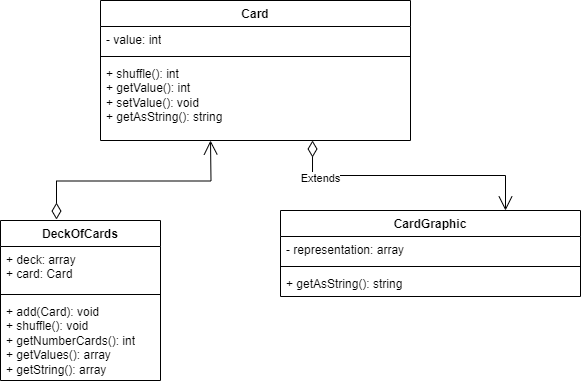 Card
- value: int
+ shuffle(): int
+ getValue(): int
+ setValue(): void
+ getAsString(): string
Extends
DeckOfCards
+ deck: array
+ card: Card
+ add(Card): void
+ shuffle(): void
+ getNumberCards(): int
+ getValues(): array
+ getString(): array
CardGraphic
- representation: array
+ getAsString(): string